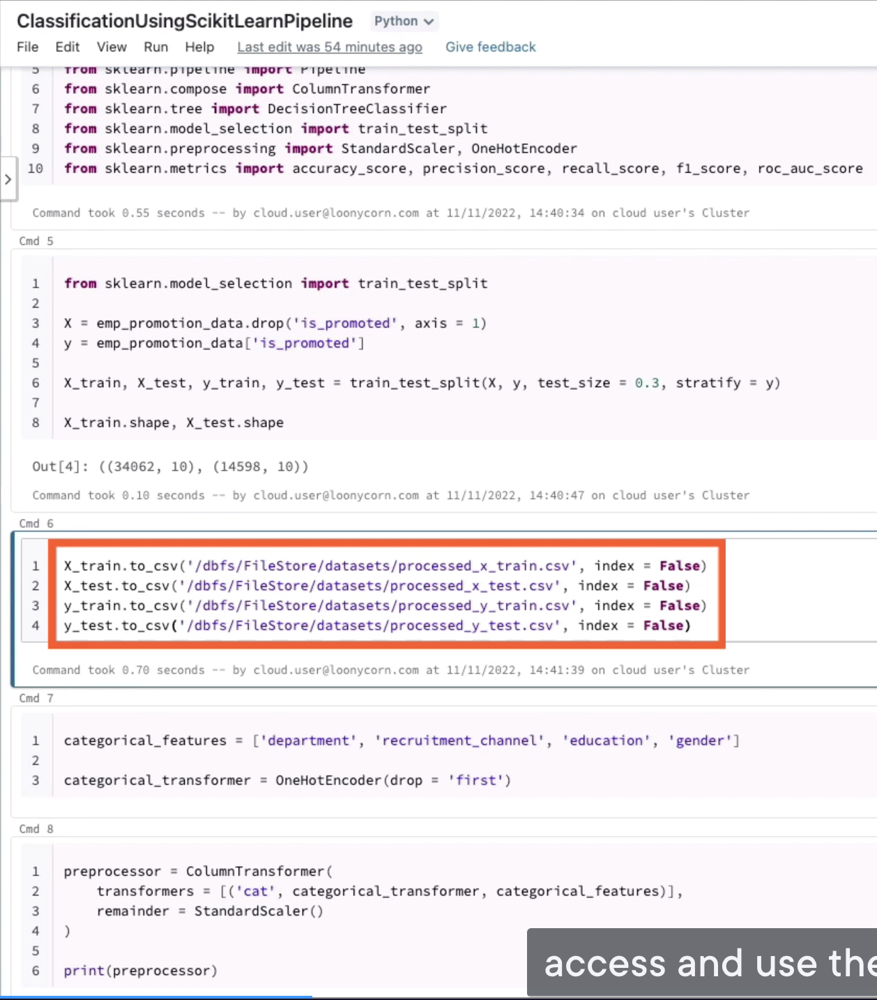 ClassificationUsingScikitLearnPipeline Python
File Edit View Run Help Last edit was 54 minutes ago Give feedback
5 from sklearn.pipeline import Pipeline
6 from sklearn.compose import ColumnTransformer
7 from sklearn.tree import DecisionTreeClassifier
8 from sklearn.model_selection import train_test_split
9 from sklearn.preprocessing import StandardScaler, OneHotEncoder
10 from sklearn.metrics import accuracy_score, precision_score, recall_score, f1_score, roc_auc_score
Command took 0.55 seconds -- by cloud.user@loonycorn.com at 11/11/2022, 14:40:34 on cloud user's Cluster
Cmd 5
1 from sklearn.model_selection import train_test_split
2
3 X = emp_promotion_data.drop('is_promoted', axis = 1)
4 y = emp_promotion_data['is_promoted']
5
6 X_train, X_test, y_train, y_test = train_test_split(X, y, test_size = 0.3, stratify = y)
7
8 X_train.shape, X_test.shape
Out[4]: ((34062, 10), (14598, 10))
Command took 0.10 seconds -- by cloud.user@loonycorn.com at 11/11/2022, 14:40:47 on cloud user's Cluster
Cmd 6
1 X_train.to_csv('/dbfs/FileStore/datasets/processed_x_train.csv', index = False)
2 X_test.to_csv('/dbfs/FileStore/datasets/processed_x_test.csv', index = False)
3 y_train.to_csv('/dbfs/FileStore/datasets/processed_y_train.csv', index = False)
4 y_test.to_csv('/dbfs/FileStore/datasets/processed_y_test.csv', index = False)
Command took 0.70 seconds -- by cloud.user@loonycorn.com at 11/11/2022, 14:41:39 on cloud user's Cluster
Cmd 7
1 categorical_features = ['department', 'recruitment_channel', 'education', 'gender']
2
3 categorical_transformer = OneHotEncoder(drop = 'first')
Cmd 8
1 preprocessor = ColumnTransformer(
2 transformers = [('cat', categorical_transformer, categorical_features)],
3 remainder = StandardScaler()
4 )
5
6 print(preprocessor)
access and use the